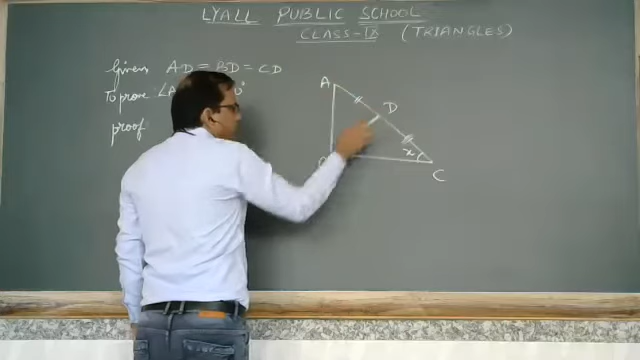 LYALL PUBLIC SCHOOL
CLASS-IX (TRIANGLES)
Given, AD = BD = CD
To prove ∠A
proof
A
D
x
C